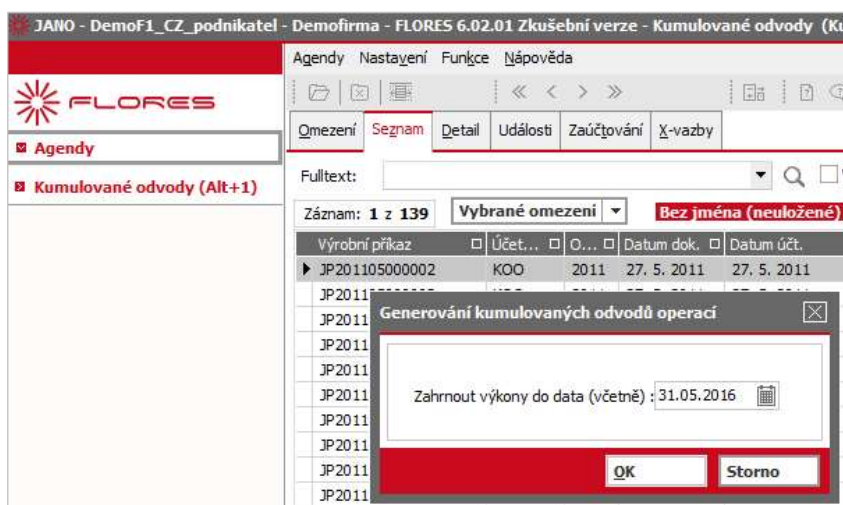 JANO - DemoF1_CZ_podnikatel - Demofirma - FLORES 6.02.01 Zkušební verze - Kumulované odvody (Ku
Agendy Nastavení Funkce Nápověda
FLORES
Omezení Seznam Detail Události Zaúčtování X-vazby
Agendy
Fulltext:
Kumulované odvody (Alt+1)
Záznam: 1 z 139 Vybrané omezení Bez jména (neuložené)
Výrobní příkaz Účet... O... Datum dok. Datum účt.
JP201105000002 KOO 2011 27. 5. 2011 27. 5. 2011
Generování kumulovaných odvodů operací
JP2011
JP2011
JP2011
JP2011
Zahrnout výkony do data (včetně) : 31.05.2016
JP2011
JP2011
JP2011
OK Storno
JP2011